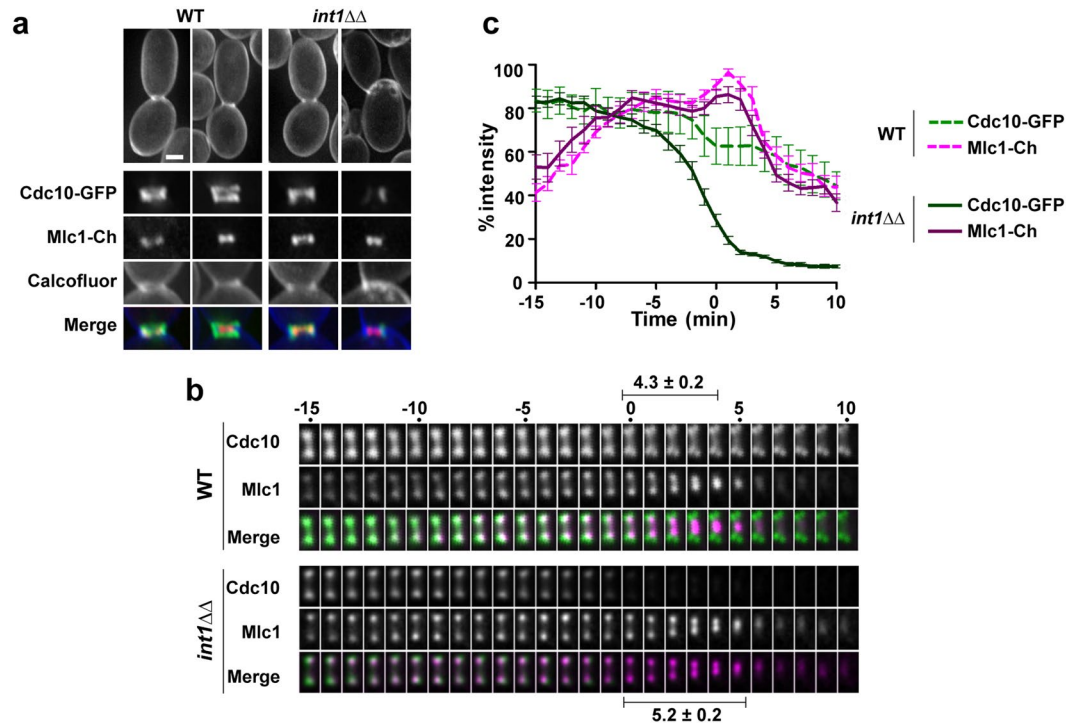 a
WT
int1ΔΔ
Cdc10-GFP
Mlc1-Ch
Calcofluor
Merge
c
100
80
60
40
20
0
% intensity
-15 -10 -5 0 5 10
Time (min)
WT
Cdc10-GFP
Mlc1-Ch
int1ΔΔ
Cdc10-GFP
Mlc1-Ch
b
4.3 ± 0.2
-15 -10 -5 0 5 10
WT
Cdc10
Mlc1
Merge
int1ΔΔ
Cdc10
Mlc1
Merge
5.2 ± 0.2